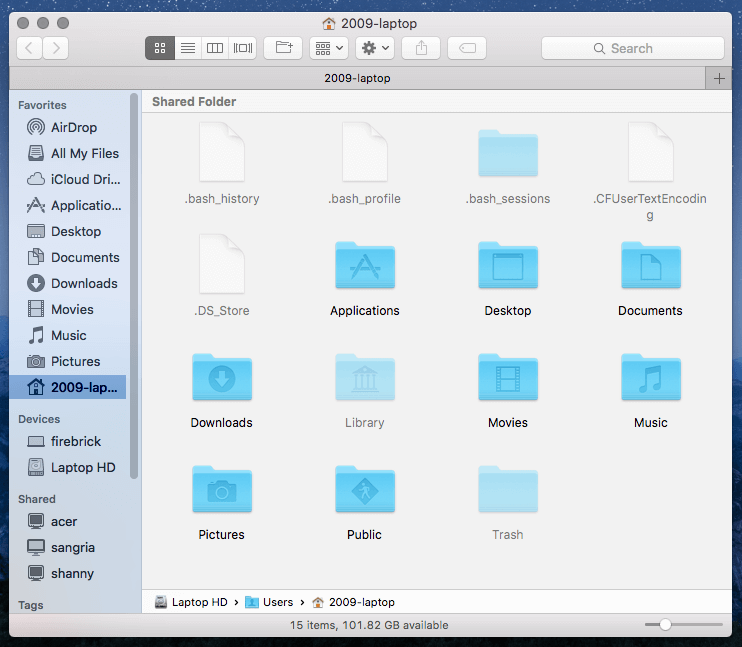 2009-laptop
Search
2009-laptop
Favorites
AirDrop
All My Files
iCloud Dri...
Applicatio...
Desktop
Documents
Downloads
Movies
Music
Pictures
2009-lap...
Devices
firebrick
Laptop HD
Shared
acer
sangria
shanny
Tags
Shared Folder
.bash_history
.bash_profile
.bash_sessions
.CFUserTextEncodin
g
.DS_Store
Applications
Desktop
Documents
Downloads
Library
Movies
Music
Pictures
Public
Trash
Laptop HD › Users › 2009-laptop
15 items, 101.82 GB available